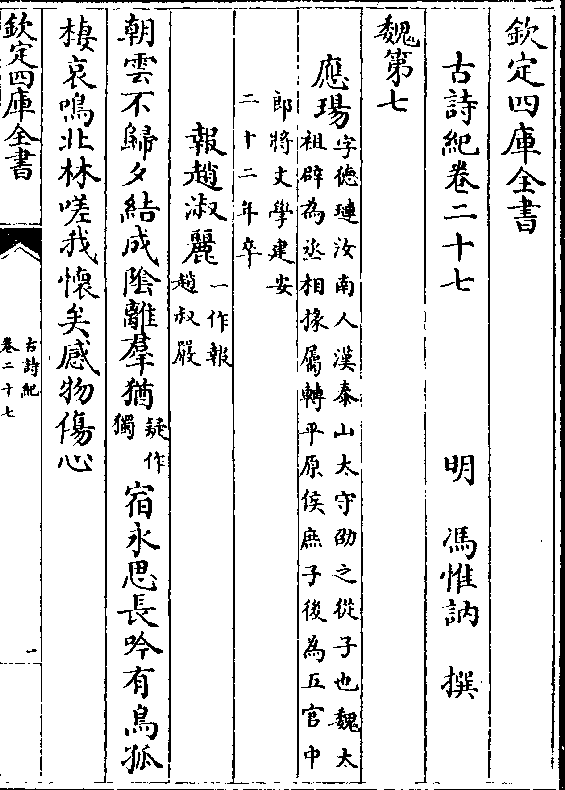 欽定四庫全書
古詩紀卷二十七　明　馮惟訥　撰
魏第七
應瑒
字德璉汝南人漢泰山太守劭之從子也魏太
祖辟為丞相掾屬轉平原侯庶子後為五官中
郎將文學建安
二十二年卒
報趙淑麗
一作報
趙叔嚴
朝雲不歸夕結成陰離羣猶
疑作
獨
宿永思長吟有鳥孤
棲哀鳴北林嗟我懷矣感物傷心
欽定四庫全書
古詩紀
卷二十七
一